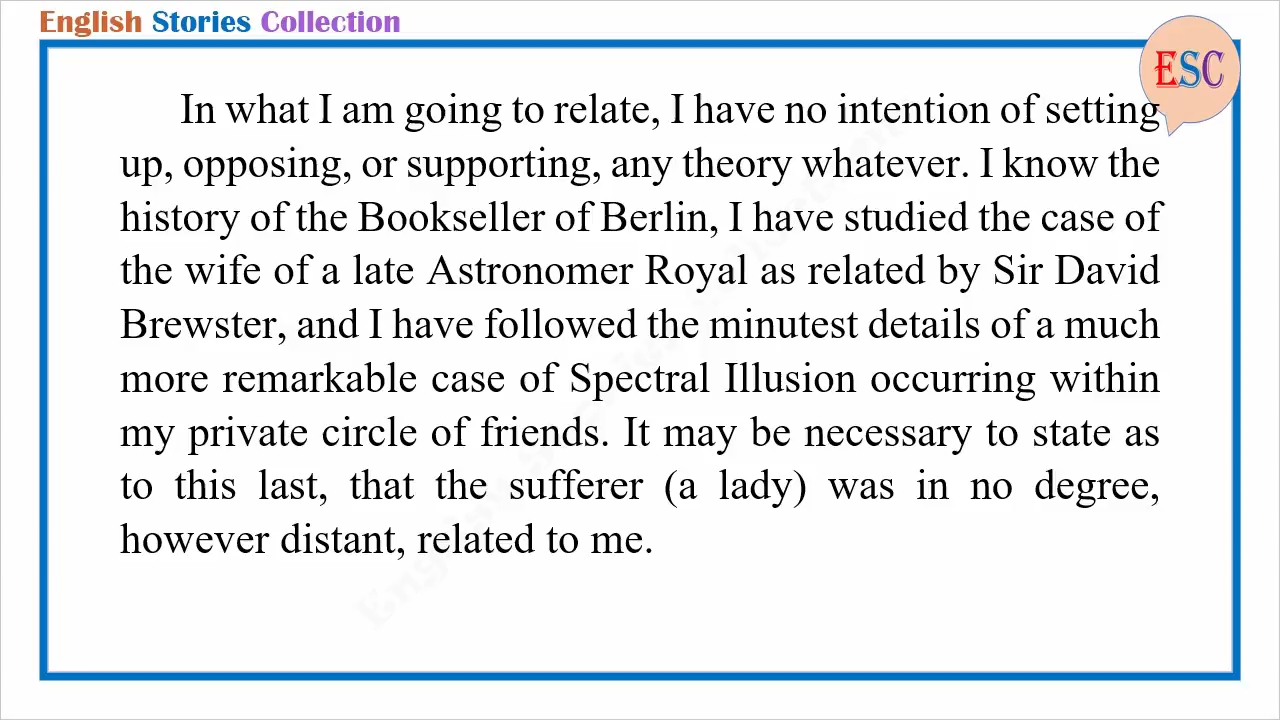 English Stories Collection
ESC
In what I am going to relate, I have no intention of setting
up, opposing, or supporting, any theory whatever. I know the
history of the Bookseller of Berlin, I have studied the case of
the wife of a late Astronomer Royal as related by Sir David
Brewster, and I have followed the minutest details of a much
more remarkable case of Spectral Illusion occurring within
my private circle of friends. It may be necessary to state as
to this last, that the sufferer (a lady) was in no degree,
however distant, related to me.